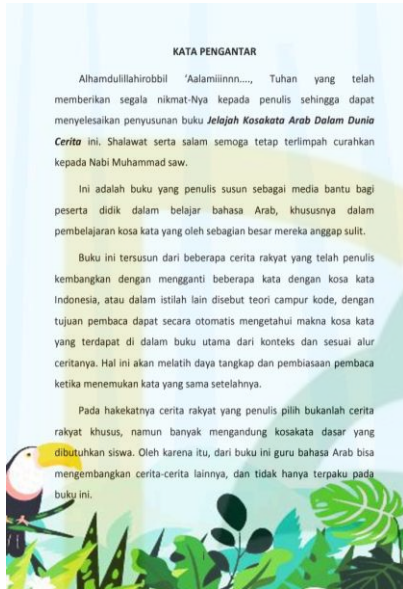 KATA PENGANTAR
Alhamdulillahirobbil 'Aalamiiinnn...., Tuhan yang telah
memberikan segala nikmat-Nya kepada penulis sehingga dapat
menyelesaikan penyusunan buku Jelajah Kosakata Arab Dalam Dunia
Cerita ini. Shalawat serta salam semoga tetap terlimpah curahkan
kepada Nabi Muhammad saw.
Ini adalah buku yang penulis susun sebagai media bantu bagi
peserta didik dalam belajar bahasa Arab, khususnya dalam
pembelajaran kosa kata yang oleh sebagian besar mereka anggap sulit.
Buku ini tersusun dari beberapa cerita rakyat yang telah penulis
kembangkan dengan mengganti beberapa kata dengan kosa kata
Indonesia, atau dalam istilah lain disebut teori campur kode, dengan
tujuan pembaca dapat secara otomatis mengetahui makna kosa kata
yang terdapat di dalam buku utama dari konteks dan sesuai alur
ceritanya. Hal ini akan melatih daya tangkap dan pembiasaan pembaca
ketika menemukan kata yang sama setelahnya.
Pada hakekatnya cerita rakyat yang penulis pilih bukanlah cerita
rakyat khusus, namun banyak mengandung kosakata dasar yang
dibutuhkan siswa. Oleh karena itu, dari buku ini guru bahasa Arab bisa
mengembangkan cerita-cerita lainnya, dan tidak hanya terpaku pada
buku ini.